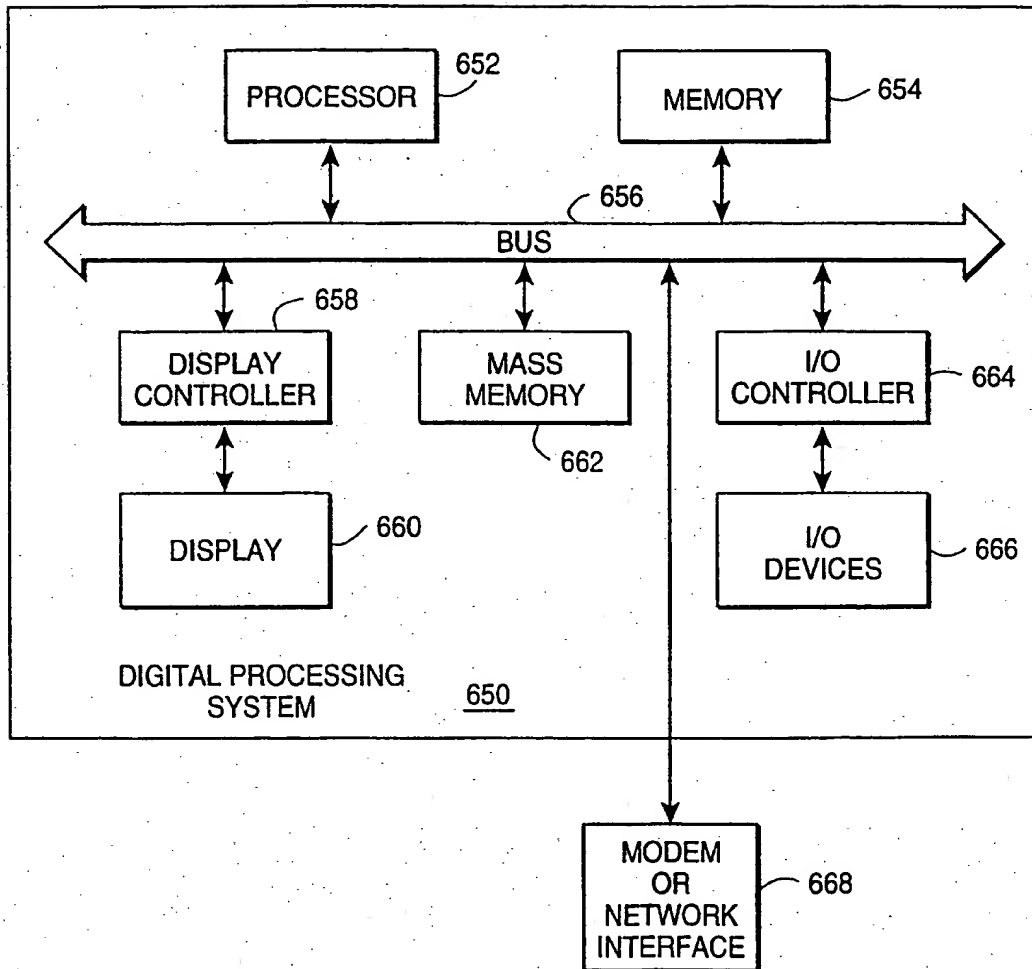 PROCESSOR
652
MEMORY
654
656
BUS
658
DISPLAY
CONTROLLER
MASS
MEMORY
662
I/O
CONTROLLER
664
DISPLAY
660
I/O
DEVICES
666
DIGITAL PROCESSING
SYSTEM
650
MODEM
OR
NETWORK
INTERFACE
668